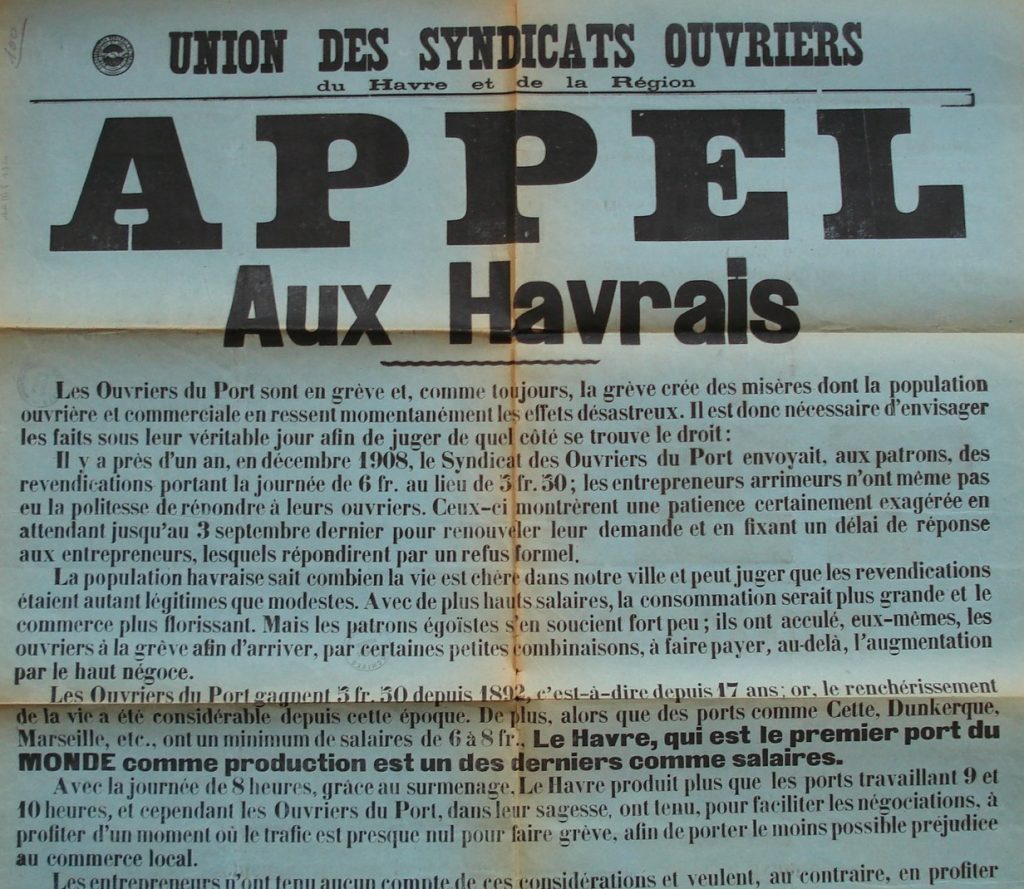 UNION DES SYNDICATS OUVRIERS
du Havre et de la Région
APPEL
Aux Havrais
Les Ouvriers du Port sont en grève et, comme toujours, la grève crée des misères dont la population
ouvrière et commerciale en ressent momentanément les effets désastreux. Il est donc nécessaire d'envisager
les faits sous leur véritable jour afin de juger de quel côté se trouve le droit :
Il y a près d'un an, en décembre 1908, le Syndicat des Ouvriers du Port envoyait, aux patrons, des
revendications portant la journée de 6 fr. au lieu de 5 fr. 50 ; les entrepreneurs arrimeurs n'ont même pas
eu la politesse de répondre à leurs ouvriers. Ceux-ci montrèrent une patience certainement exagérée en
attendant jusqu'au 3 septembre dernier pour renouveler leur demande et en fixant un délai de réponse
aux entrepreneurs, lesquels répondirent par un refus formel.
La population havraise sait combien la vie est chère dans notre ville et peut juger que les revendications
étaient autant légitimes que modestes. Avec de plus hauts salaires, la consommation serait plus grande et le
commerce plus florissant. Mais les patrons égoïstes s'en soucient fort peu ; ils ont acculé, eux-mêmes, les
ouvriers à la grève afin d'arriver, par certaines petites combinaisons, à faire payer, au-delà, l'augmentation
par le haut négoce.
Les Ouvriers du Port gagnent 5 fr. 50 depuis 1892, c'est-à-dire depuis 17 ans ; or, le renchérissement
de la vie a été considérable depuis cette époque. De plus, alors que des ports comme Cette, Dunkerque,
Marseille, etc., ont un minimum de salaires de 6 à 8 fr., Le Havre, qui est le premier port du
MONDE comme production est un des derniers comme salaires.
Avec la journée de 8 heures, grâce au surmenage, Le Havre produit plus que les ports travaillant 9 et
10 heures, et cependant les Ouvriers du Port, dans leur sagesse, ont tenu, pour faciliter les négociations, à
profiter d'un moment où le trafic est presque nul pour faire grève, afin de porter le moins possible préjudice
au commerce local.
Les entrepreneurs n'ont tenu aucun compte de ces considérations et veulent, au contraire, en profiter